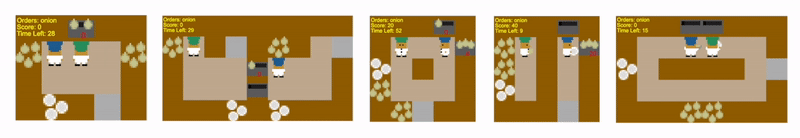 Orders: onion
Score: 0
Time Left: 28
Orders: onion
Score: 0
Time Left: 29
Orders: onion
Score: 20
Time Left: 52
Orders: onion
Score: 40
Time Left: 9
Orders: onion
Score: 0
Time Left: 15